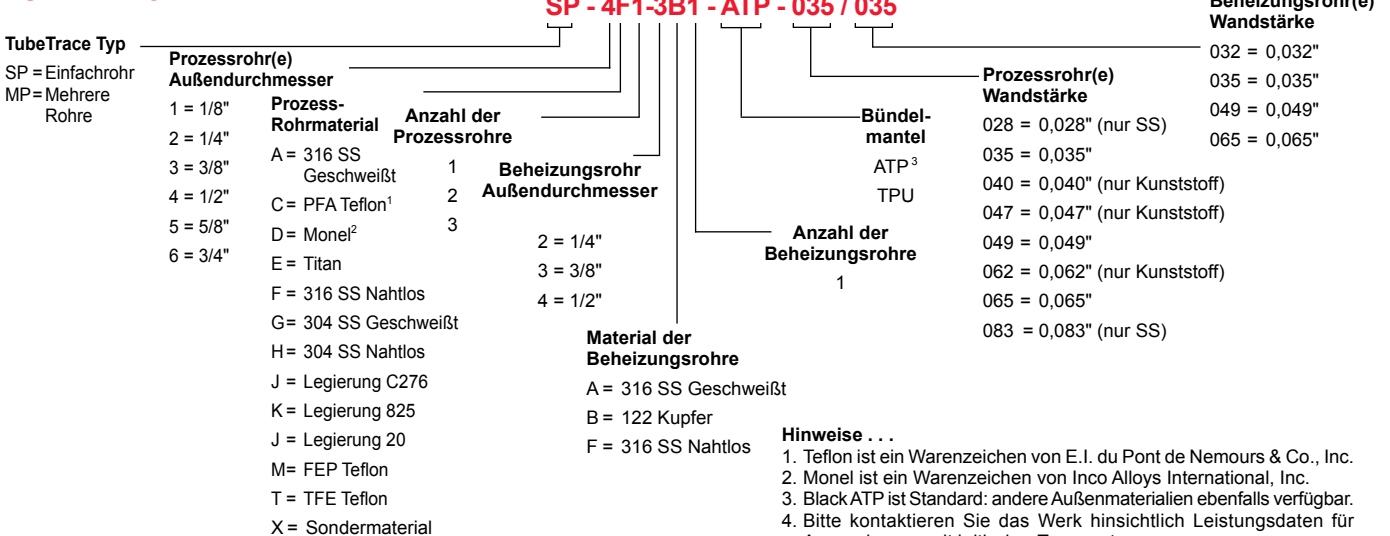 SP - 4F1-3B1 - ATP - 035 / 035
TubeTrace Typ
SP = Einfachrohr
MP = Mehrere
Rohre
Prozessrohr(e)
Außendurchmesser
1 = 1/8"
2 = 1/4"
3 = 3/8"
4 = 1/2"
5 = 5/8"
6 = 3/4"
Prozess-
Rohrmaterial
A = 316 SS
Geschweißt
C = PFA Teflon¹
D = Monel²
E = Titan
F = 316 SS Nahtlos
G = 304 SS Geschweißt
H = 304 SS Nahtlos
J = Legierung C276
K = Legierung 825
J = Legierung 20
M = FEP Teflon
T = TFE Teflon
X = Sondermaterial
Anzahl der
Prozessrohre
1
2
3
Beheizungsrohr
Außendurchmesser
2 = 1/4"
3 = 3/8"
4 = 1/2"
Material der
Beheizungsrohre
A = 316 SS Geschweißt
B = 122 Kupfer
F = 316 SS Nahtlos
Anzahl der
Beheizungsrohre
1
Bündel-
mantel
ATP ³
TPU
Prozessrohr(e)
Wandstärke
028 = 0,028" (nur SS)
035 = 0,035"
040 = 0,040" (nur Kunststoff)
047 = 0,047" (nur Kunststoff)
049 = 0,049"
062 = 0,062" (nur Kunststoff)
065 = 0,065"
083 = 0,083" (nur SS)
Beheizungsrohr(e)
Wandstärke
032 = 0,032"
035 = 0,035"
049 = 0,049"
065 = 0,065"
Hinweise . . .
1. Teflon ist ein Warenzeichen von E.I. du Pont de Nemours & Co., Inc.
2. Monel ist ein Warenzeichen von Inco Alloys International, Inc.
3. Black ATP ist Standard: andere Außenmaterialien ebenfalls verfügbar.
4. Bitte kontaktieren Sie das Werk hinsichtlich Leistungsdaten für